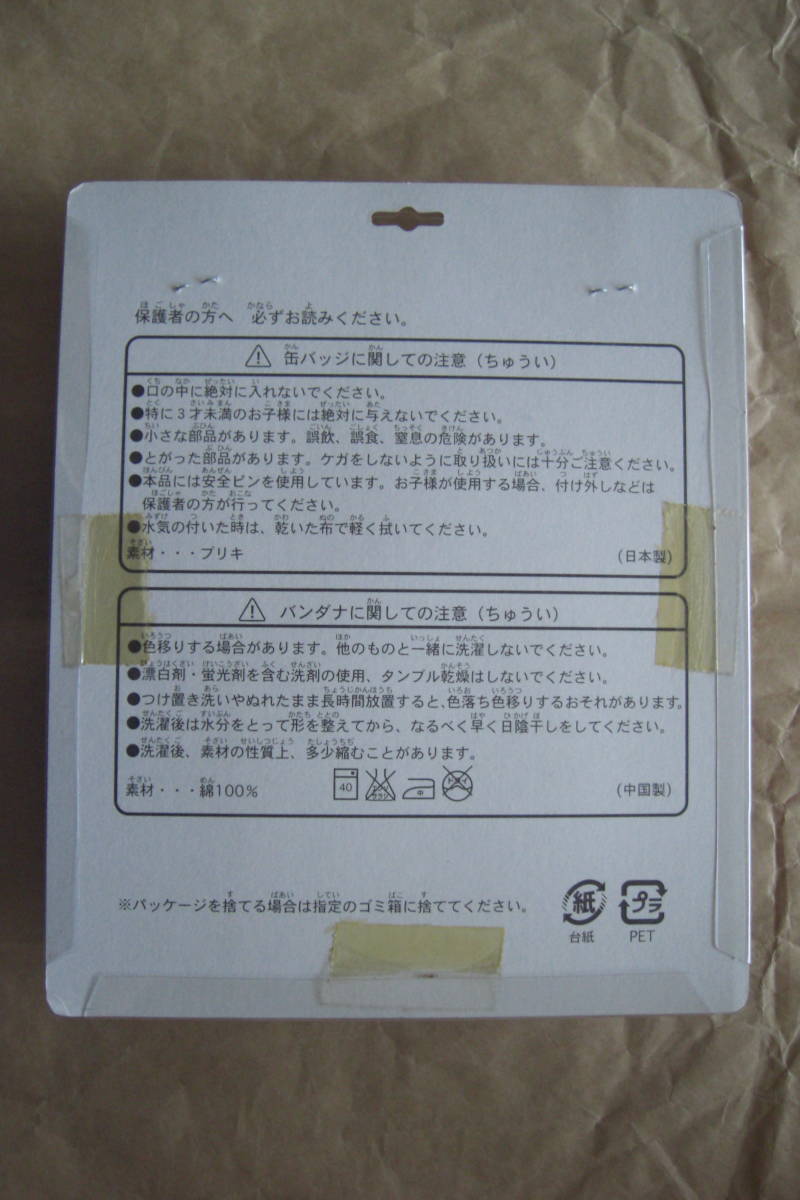 保護者の方へ　必ずお読みください。
⚠ 缶バッジに関しての注意（ちゅうい）
●口の中に絶対に入れないでください。
●特に３才未満のお子様には絶対に与えないでください。
●小さな部品があります。誤飲、誤食、窒息の危険があります。
●とがった部品があります。ケガをしないように取り扱いには十分ご注意ください。
●本品には安全ピンを使用しています。お子様が使用する場合、付け外しなどは
保護者の方が行ってください。
●水気の付いた時は、乾いた布で軽く拭いてください。
素材・・・ブリキ　（日本製）
⚠ バンダナに関しての注意（ちゅうい）
●色移りする場合があります。他のものと一緒に洗濯しないでください。
●漂白剤・蛍光剤を含む洗剤の使用、タンブル乾燥はしないでください。
●つけ置き洗いやぬれたまま長時間放置すると、色落ち色移りするおそれがあります。
●洗濯後は水分をとって形を整えてから、なるべく早く日陰干しをしてください。
●洗濯後、素材の性質上、多少縮むことがあります。
素材・・・綿100％　40　エンソサラシ　中　ドライ　（中国製）
※パッケージを捨てる場合は指定のゴミ箱に捨ててください。
紙　プラ
台紙　PET